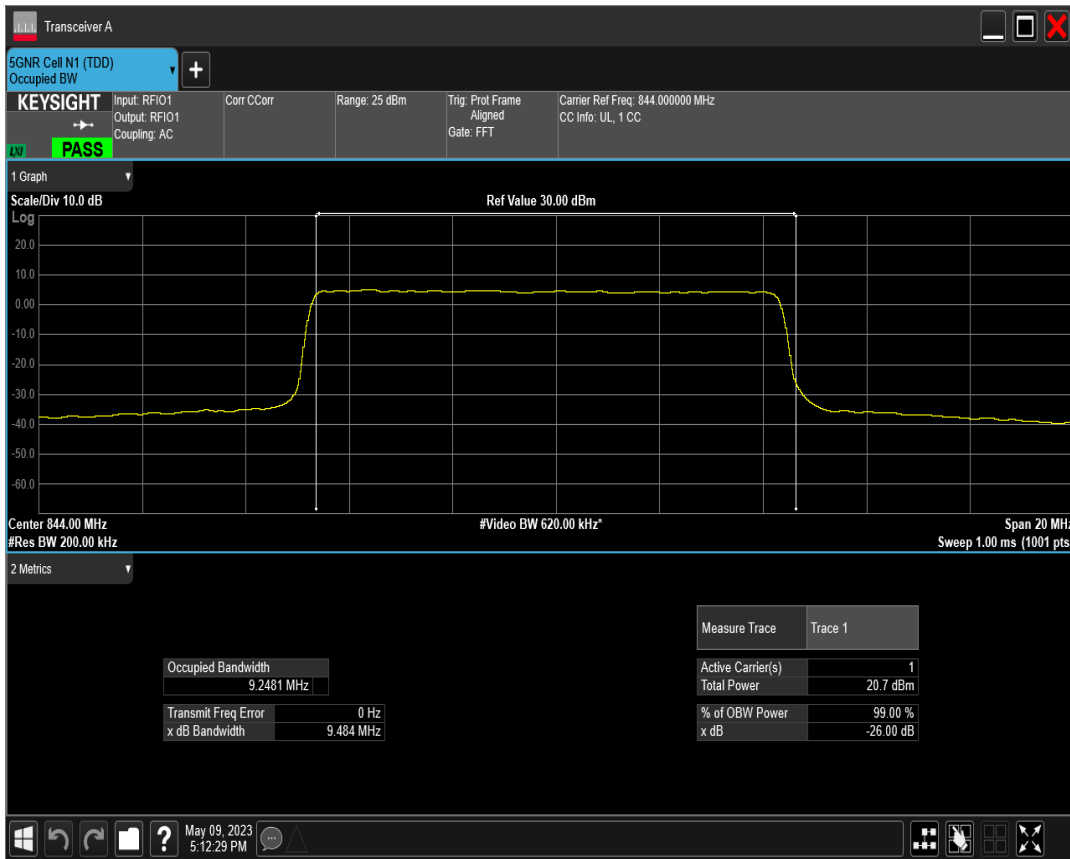 Transceiver A
5GNR Cell N1 (TDD)
Occupied BW
+
KEYSIGHT
LXI
PASS
Input: RFIO1
Output: RFIO1
Coupling: AC
Corr CCorr
Range: 25 dBm
Trig: Prot Frame
Aligned
Gate: FFT
Carrier Ref Freq: 844.000000 MHz
CC Info: UL, 1 CC
1 Graph
Scale/Div 10.0 dB
Ref Value 30.00 dBm
Log
20.0
10.0
0.00
-10.0
-20.0
-30.0
-40.0
-50.0
-60.0
Center 844.00 MHz
#Video BW 620.00 kHz*
Span 20 MHz
#Res BW 200.00 kHz
Sweep 1.00 ms (1001 pts
2 Metrics
Measure Trace Trace 1
Occupied Bandwidth
9.2481 MHz
Active Carrier(s) 1
Total Power 20.7 dBm
Transmit Freq Error 0 Hz
x dB Bandwidth 9.484 MHz
% of OBW Power 99.00 %
x dB -26.00 dB
?
May 09, 2023
5:12:29 PM